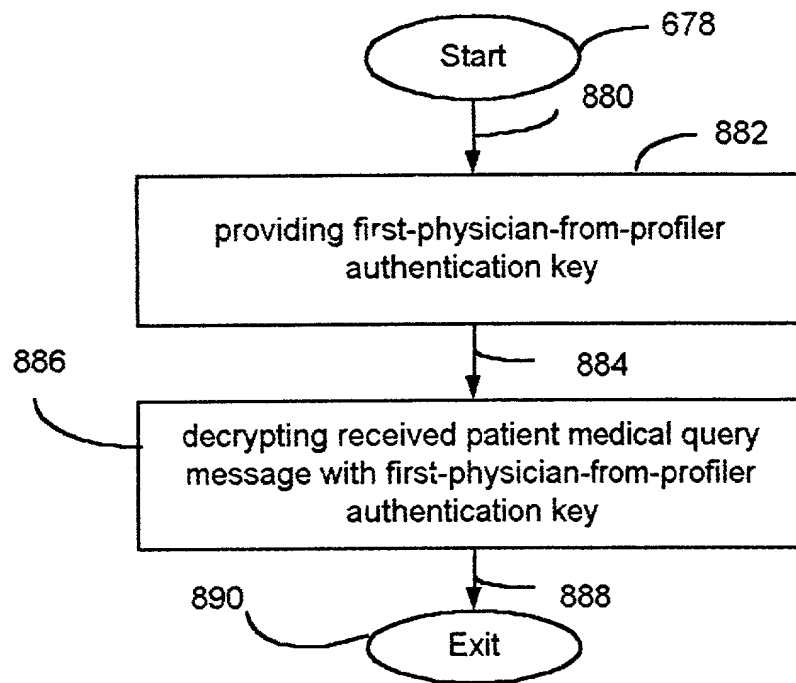 Start
678
880
882
providing first-physician-from-profiler
authentication key
884
886
decrypting received patient medical query
message with first-physician-from-profiler
authentication key
888
890
Exit